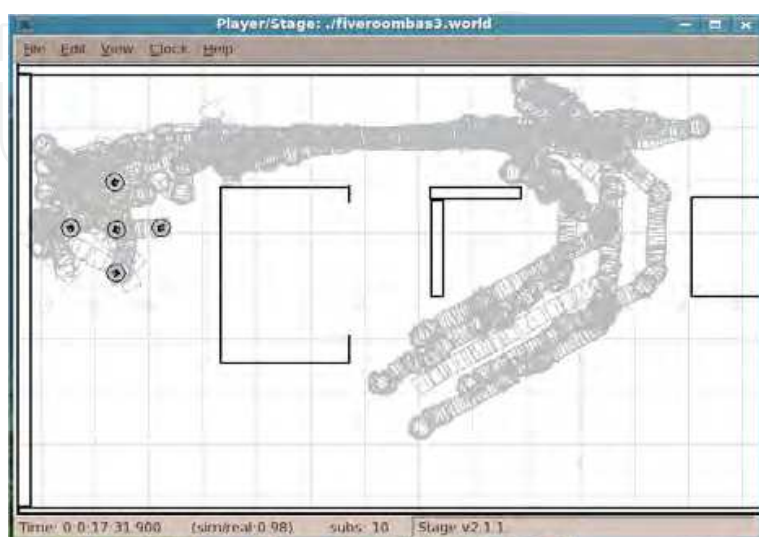 Player/Stage: ./fiveroombas3.world
File Edit View Clock Help
Time: 0:0:17:31.900 (sim/real:0.98) subs: 10 Stage v2.1.1